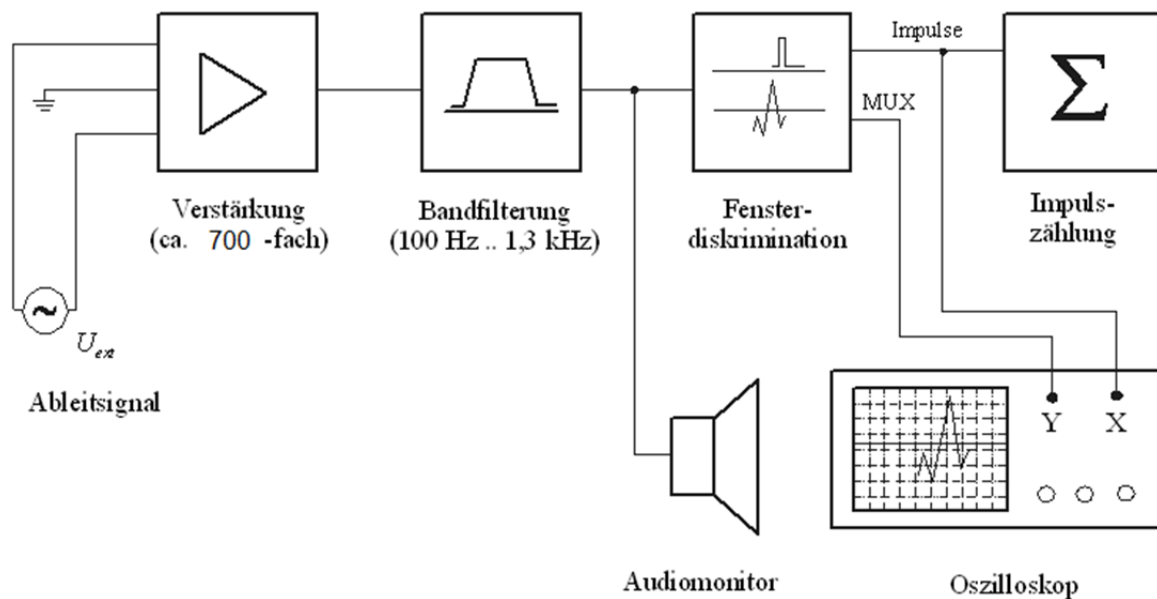 Impulse
MUX
Σ
Verstärkung
(ca. 700 -fach)
Bandfilterung
(100 Hz .. 1,3 kHz)
Fenster-
diskrimination
Impuls-
zählung
~
U_ext
Ableitsignal
Y X
Audiomonitor
Oszilloskop